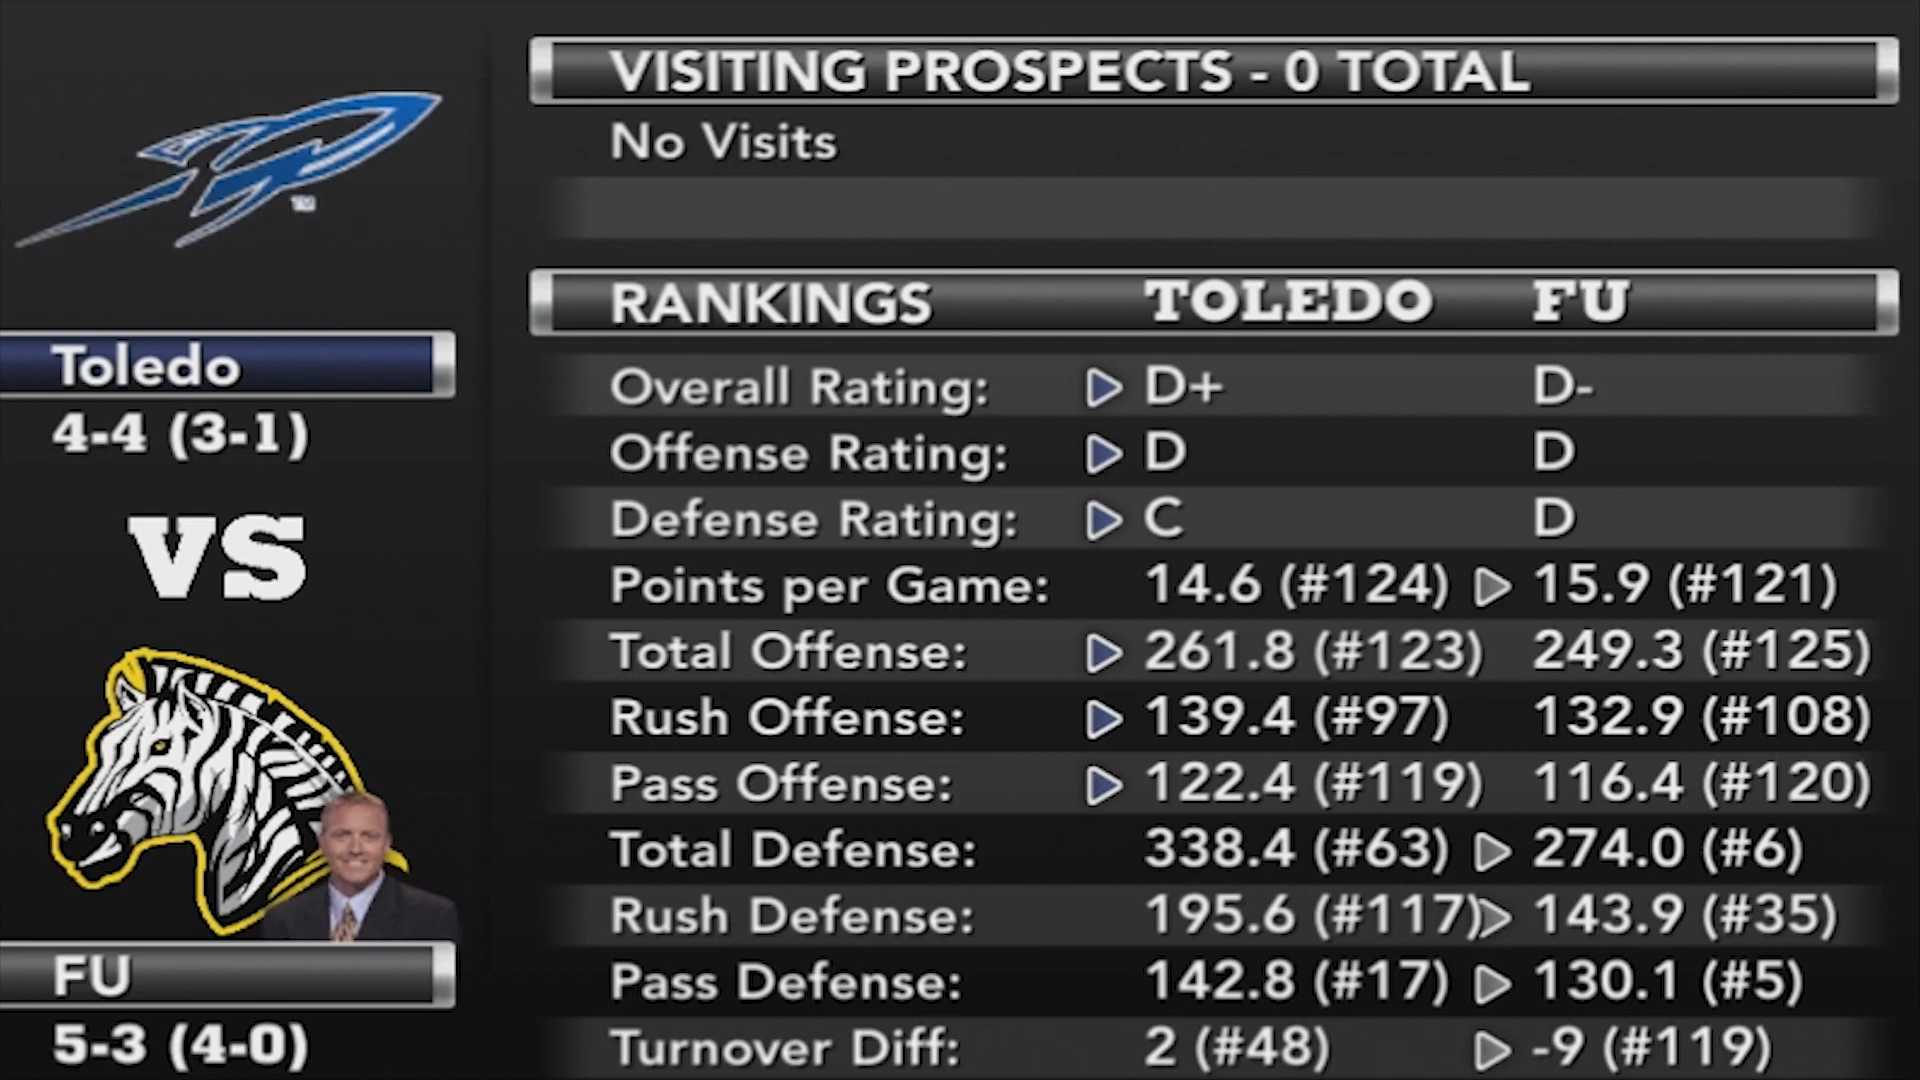 VISITING PROSPECTS - 0 TOTAL
No Visits
TM
Toledo
4-4 (3-1)
VS
FU
5-3 (4-0)
RANKINGS TOLEDO FU
Overall Rating: D+ D-
Offense Rating: D D
Defense Rating: C D
Points per Game: 14.6 (#124) 15.9 (#121)
Total Offense: 261.8 (#123) 249.3 (#125)
Rush Offense: 139.4 (#97) 132.9 (#108)
Pass Offense: 122.4 (#119) 116.4 (#120)
Total Defense: 338.4 (#63) 274.0 (#6)
Rush Defense: 195.6 (#117) 143.9 (#35)
Pass Defense: 142.8 (#17) 130.1 (#5)
Turnover Diff: 2 (#48) -9 (#119)